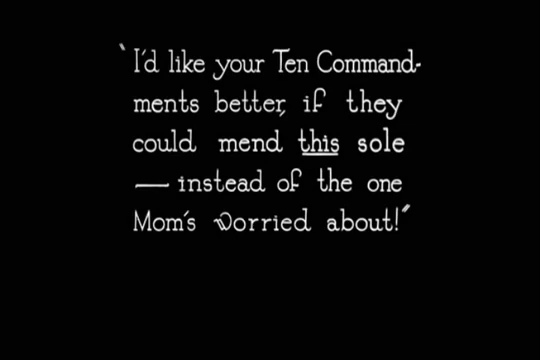 `I'd like your Ten Command-
ments better, if they
could mend this sole
— instead of the one
Mom's worried about!"